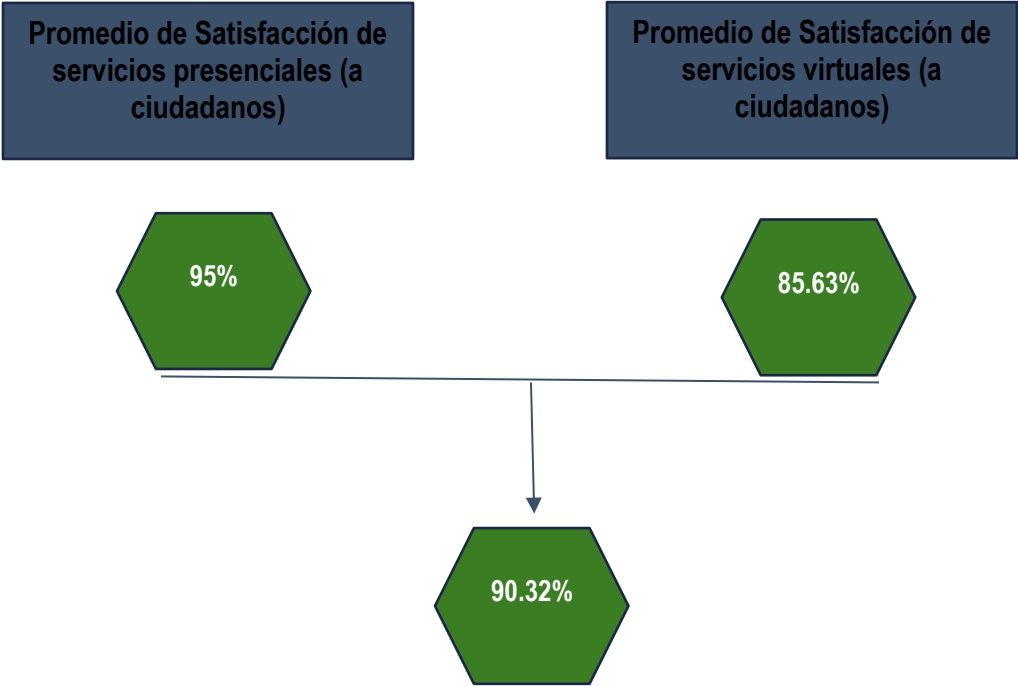 Promedio de Satisfacción de
servicios presenciales (a
ciudadanos)
Promedio de Satisfacción de
servicios virtuales (a
ciudadanos)
95%
85.63%
90.32%